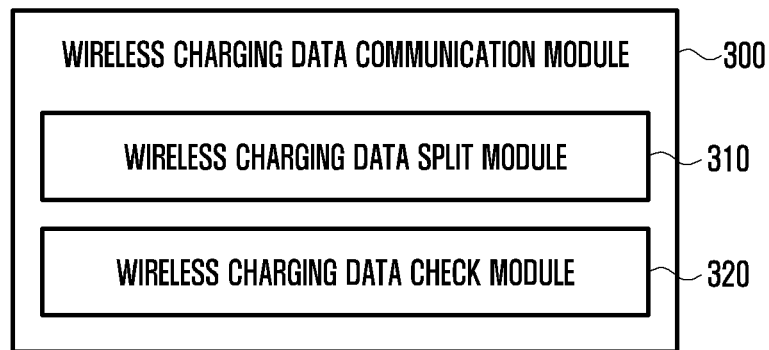 WIRELESS CHARGING DATA COMMUNICATION MODULE 300
WIRELESS CHARGING DATA SPLIT MODULE 310
WIRELESS CHARGING DATA CHECK MODULE 320